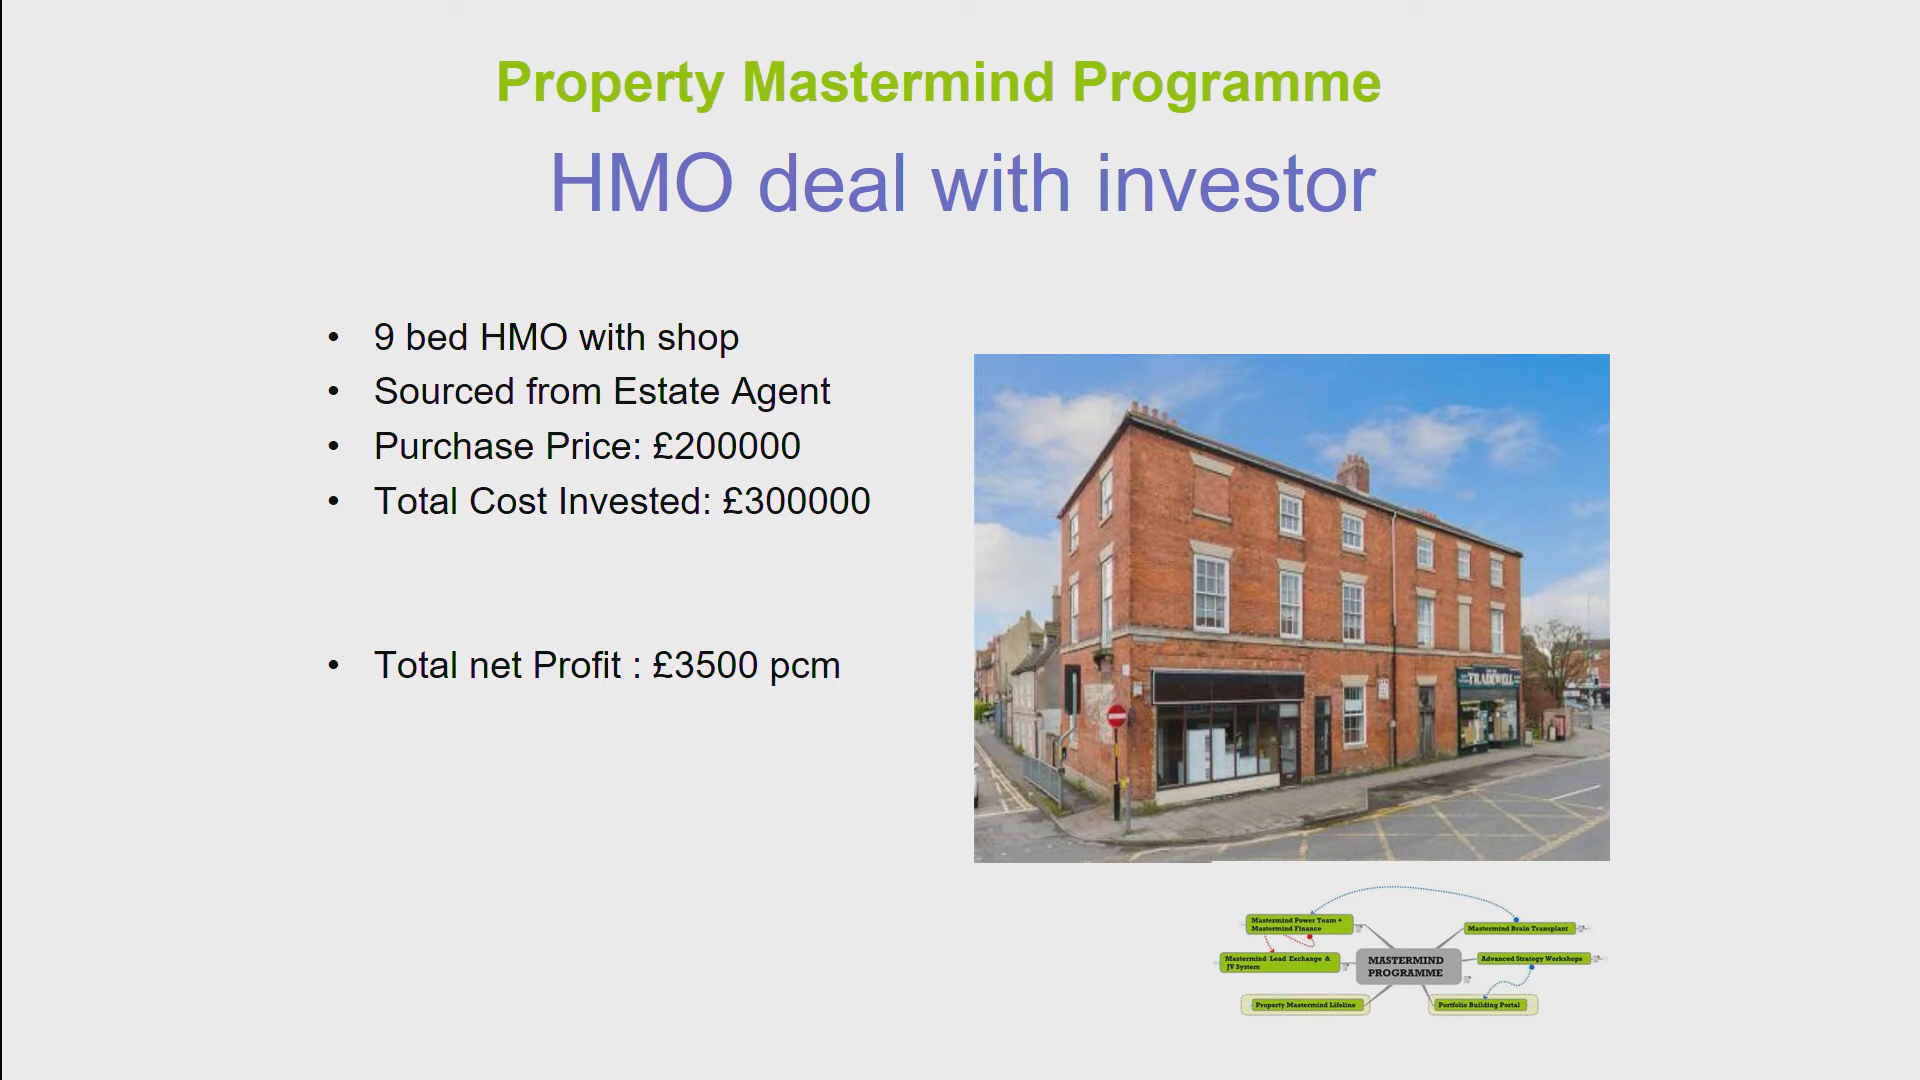 Property Mastermind Programme
HMO deal with investor
• 9 bed HMO with shop
• Sourced from Estate Agent
• Purchase Price: £200000
• Total Cost Invested: £300000
• Total net Profit : £3500 pcm
TRADEWELL
Mastermind Power Team +
Mastermind Finance
Mastermind Brain Transplant
Mastermind Lead Exchange &
JV System
MASTERMIND
PROGRAMME
Advanced Strategy Workshops
Property Mastermind Lifeline
Portfolio Building Portal